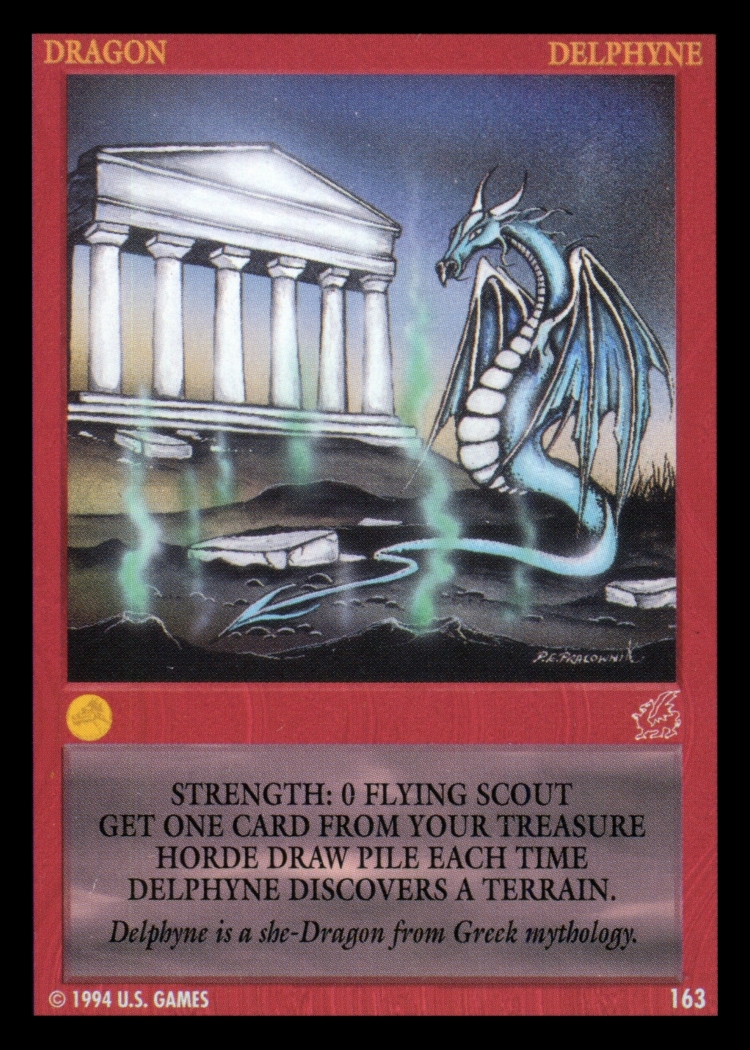 DRAGON DELPHYNE
P.E. PRACOWNIK
STRENGTH: 0 FLYING SCOUT
GET ONE CARD FROM YOUR TREASURE
HORDE DRAW PILE EACH TIME
DELPHYNE DISCOVERS A TERRAIN.
Delphyne is a she-Dragon from Greek mythology.
© 1994 U.S. GAMES 163